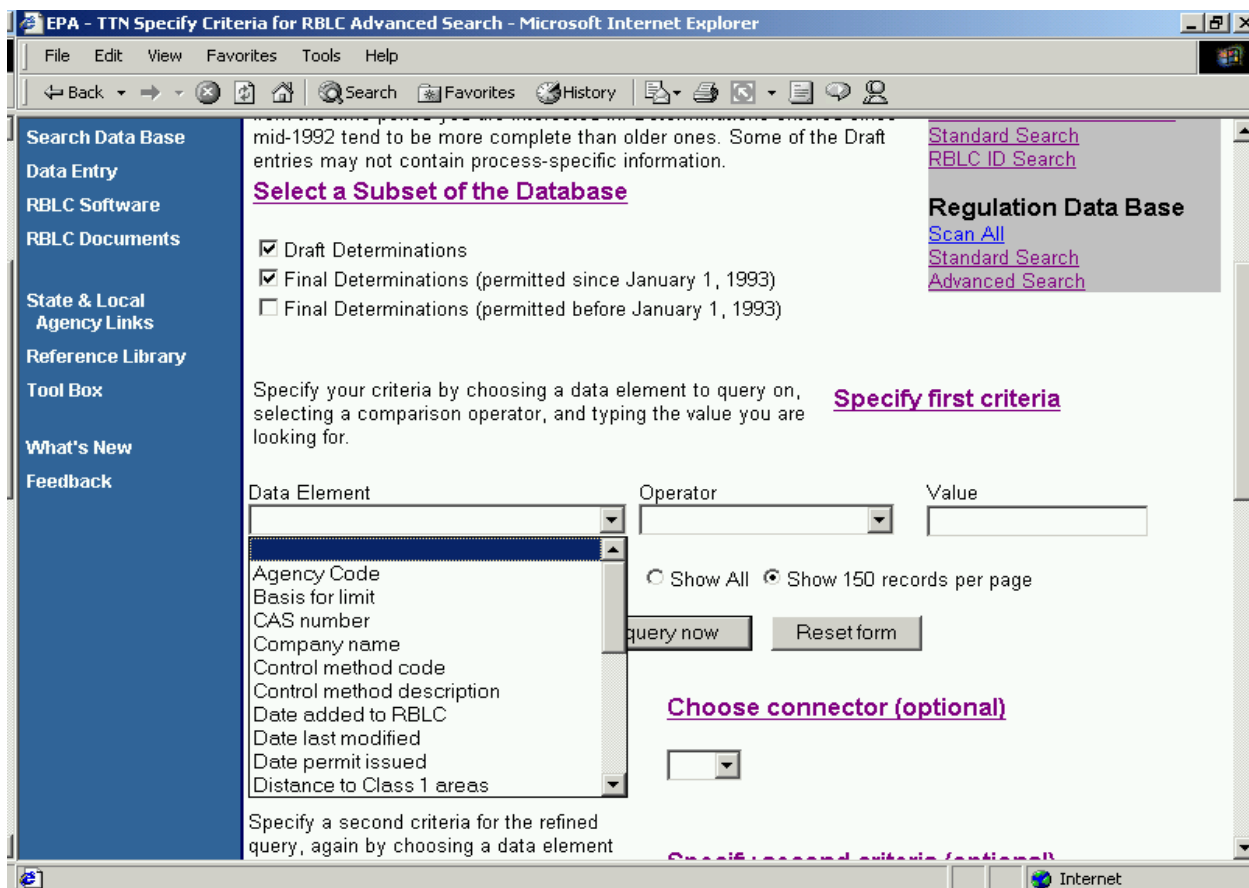 EPA - TTN Specify Criteria for RBLC Advanced Search - Microsoft Internet Explorer
File Edit View Favorites Tools Help
Back Search Favorites History
Search Data Base
Data Entry
RBLC Software
RBLC Documents
State & Local
Agency Links
Reference Library
Tool Box
What's New
Feedback
mid-1992 tend to be more complete than older ones. Some of the Draft
entries may not contain process-specific information.
Select a Subset of the Database
Draft Determinations
Final Determinations (permitted since January 1, 1993)
Final Determinations (permitted before January 1, 1993)
Standard Search
RBLC ID Search
Regulation Data Base
Scan All
Standard Search
Advanced Search
Specify your criteria by choosing a data element to query on,
selecting a comparison operator, and typing the value you are
looking for.
Specify first criteria
Data Element Operator Value
Agency Code
Basis for limit
CAS number
Company name
Control method code
Control method description
Date added to RBLC
Date last modified
Date permit issued
Distance to Class 1 areas
Show All Show 150 records per page
query now Reset form
Choose connector (optional)
Specify a second criteria for the refined
query, again by choosing a data element
Specify second criteria (optional)
Internet